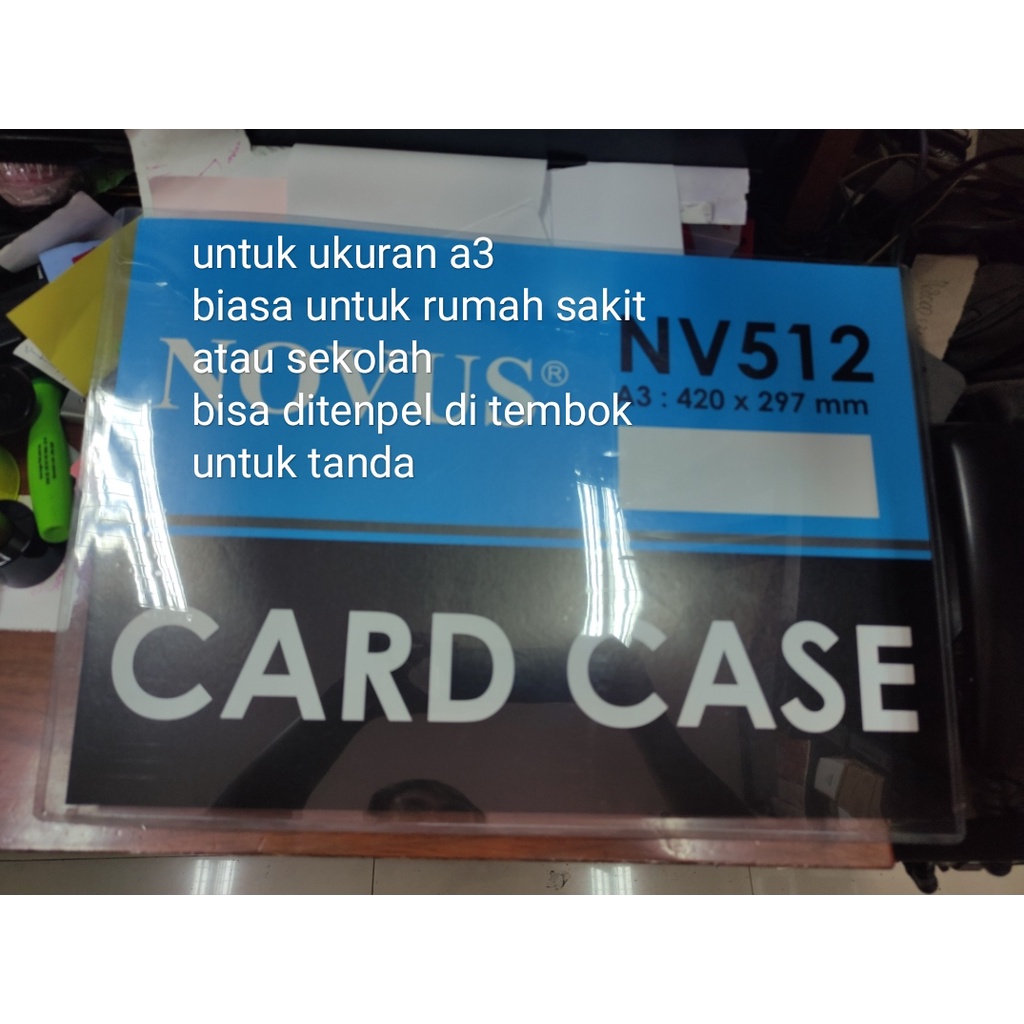 untuk ukuran a3
biasa untuk rumah sakit
atau sekolah
bisa ditenpel di tembok
untuk tanda
NOVUS®
NV512
A3 : 420 x 297 mm
CARD CASE